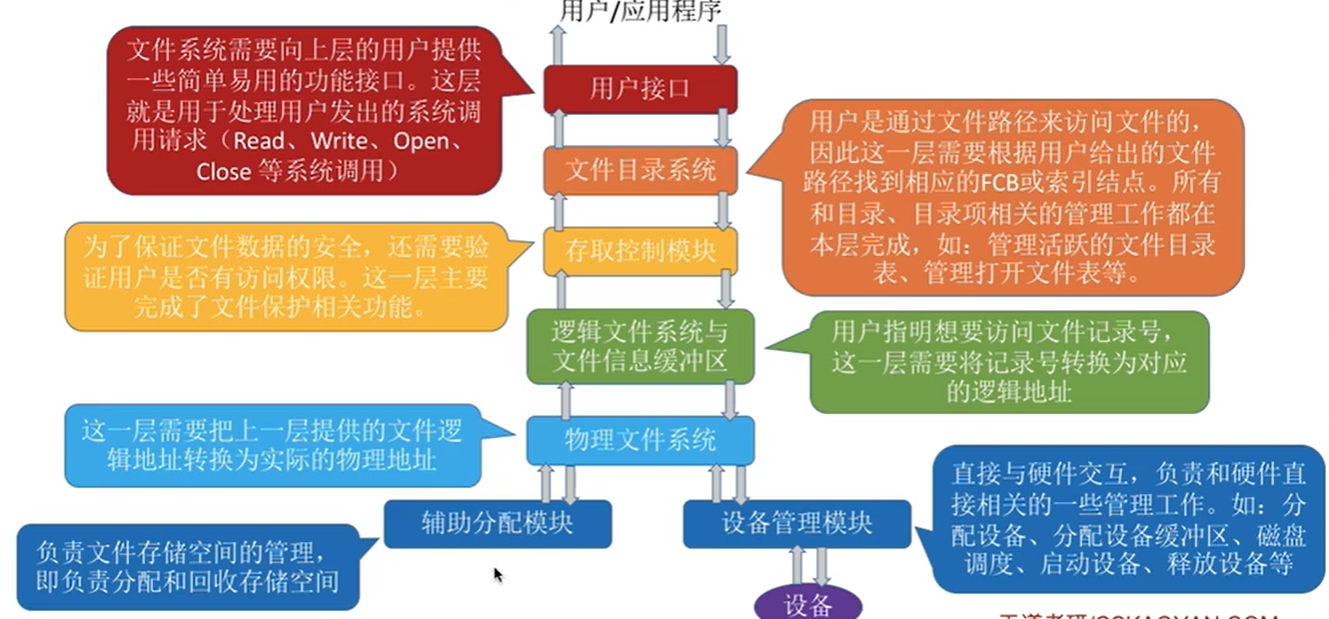 用户/应用程序
文件系统需要向上层的用户提供
一些简单易用的功能接口。这层
就是用于处理用户发出的系统调
用请求（Read、Write、Open、
Close 等系统调用）
用户接口
文件目录系统
用户是通过文件路径来访问文件的，
因此这一层需要根据用户给出的文件
路径找到相应的FCB或索引结点。所有
和目录、目录项相关的管理工作都在
本层完成，如：管理活跃的文件目录
表、管理打开文件表等。
为了保证文件数据的安全，还需要验
证用户是否有访问权限。这一层主要
完成了文件保护相关功能。
存取控制模块
逻辑文件系统与
文件信息缓冲区
用户指明想要访问文件记录号，
这一层需要将记录号转换为对应
的逻辑地址
这一层需要把上一层提供的文件逻
辑地址转换为实际的物理地址
物理文件系统
辅助分配模块
设备管理模块
直接与硬件交互，负责和硬件直
接相关的一些管理工作。如：分
配设备、分配设备缓冲区、磁盘
调度、启动设备、释放设备等
负责文件存储空间的管理，
即负责分配和回收存储空间
设备